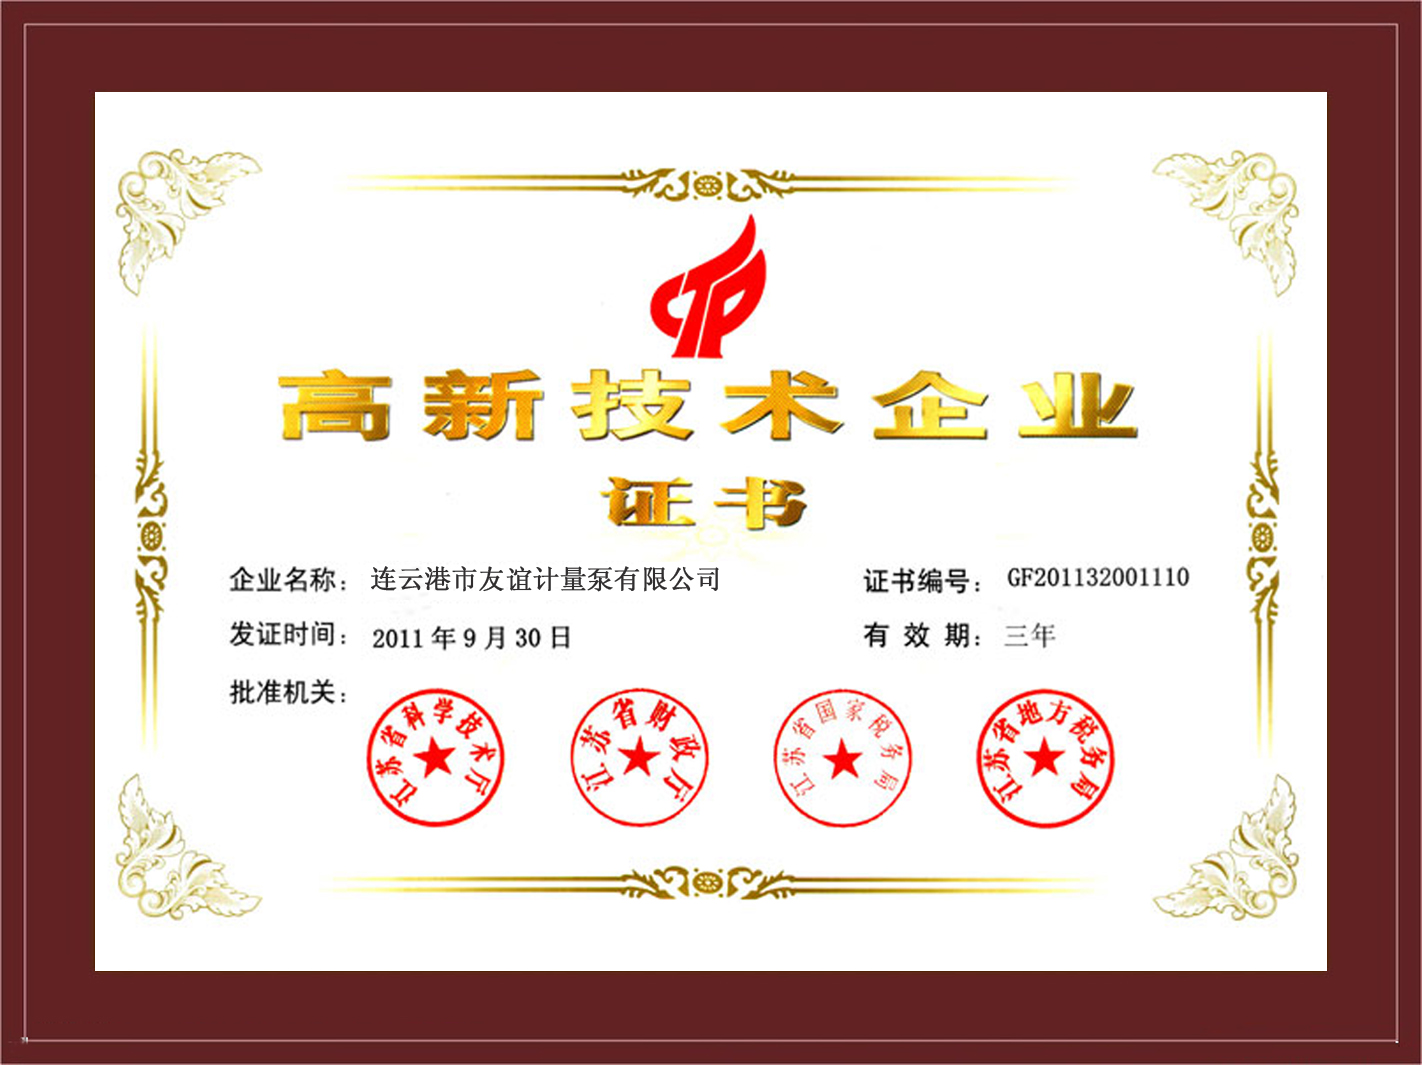 CTP
高新技术企业
证书
企业名称： 连云港市友谊计量泵有限公司
证书编号： GF201132001110
发证时间： 2011 年 9 月 30 日
有 效 期： 三年
批准机关：
江苏省科学技术厅
江苏省财政厅
江苏省国家税务局
江苏省地方税务局